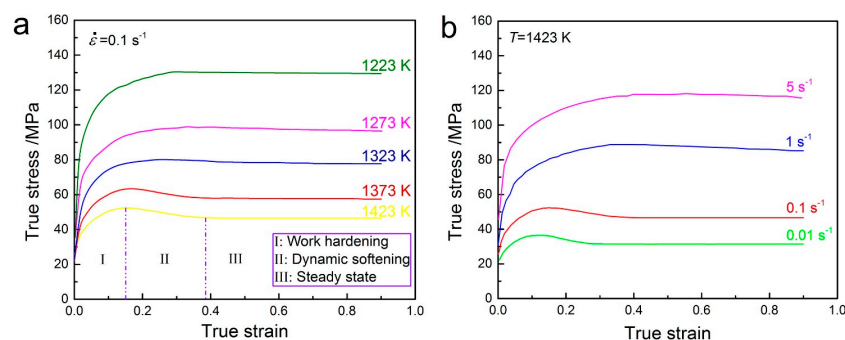 a
ε̇=0.1 s⁻¹
160
140
120
100
80
60
40
20
0
True stress /MPa
1223 K
1273 K
1323 K
1373 K
1423 K
I
II
III
I: Work hardening
II: Dynamic softening
III: Steady state
0.0 0.2 0.4 0.6 0.8 1.0
True strain
b
T=1423 K
160
140
120
100
80
60
40
20
0
True stress /MPa
5 s⁻¹
1 s⁻¹
0.1 s⁻¹
0.01 s⁻¹
0.0 0.2 0.4 0.6 0.8 1.0
True strain